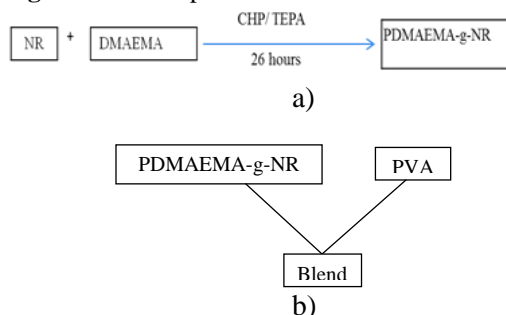 CHP/ TEPA
NR + DMAEMA PDMAEMA-g-NR
26 hours
a)
PDMAEMA-g-NR PVA
Blend
b)